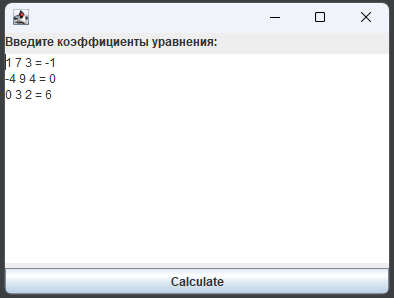 Введите коэффициенты уравнения:
1 7 3 = -1
-4 9 4 = 0
0 3 2 = 6
Calculate